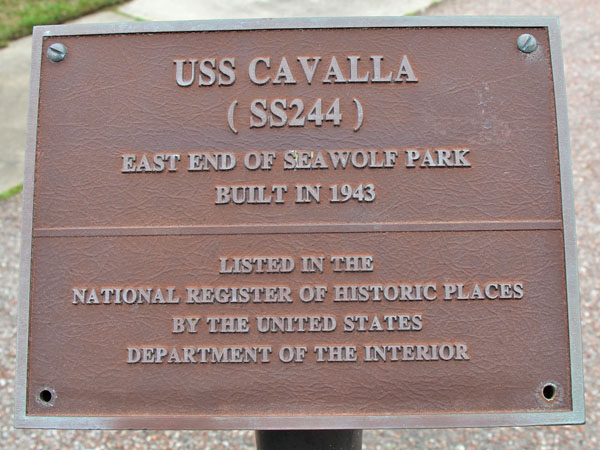 USS CAVALLA
( SS244 )
EAST END OF SEAWOLF PARK
BUILT IN 1943
LISTED IN THE
NATIONAL REGISTER OF HISTORIC PLACES
BY THE UNITED STATES
DEPARTMENT OF THE INTERIOR